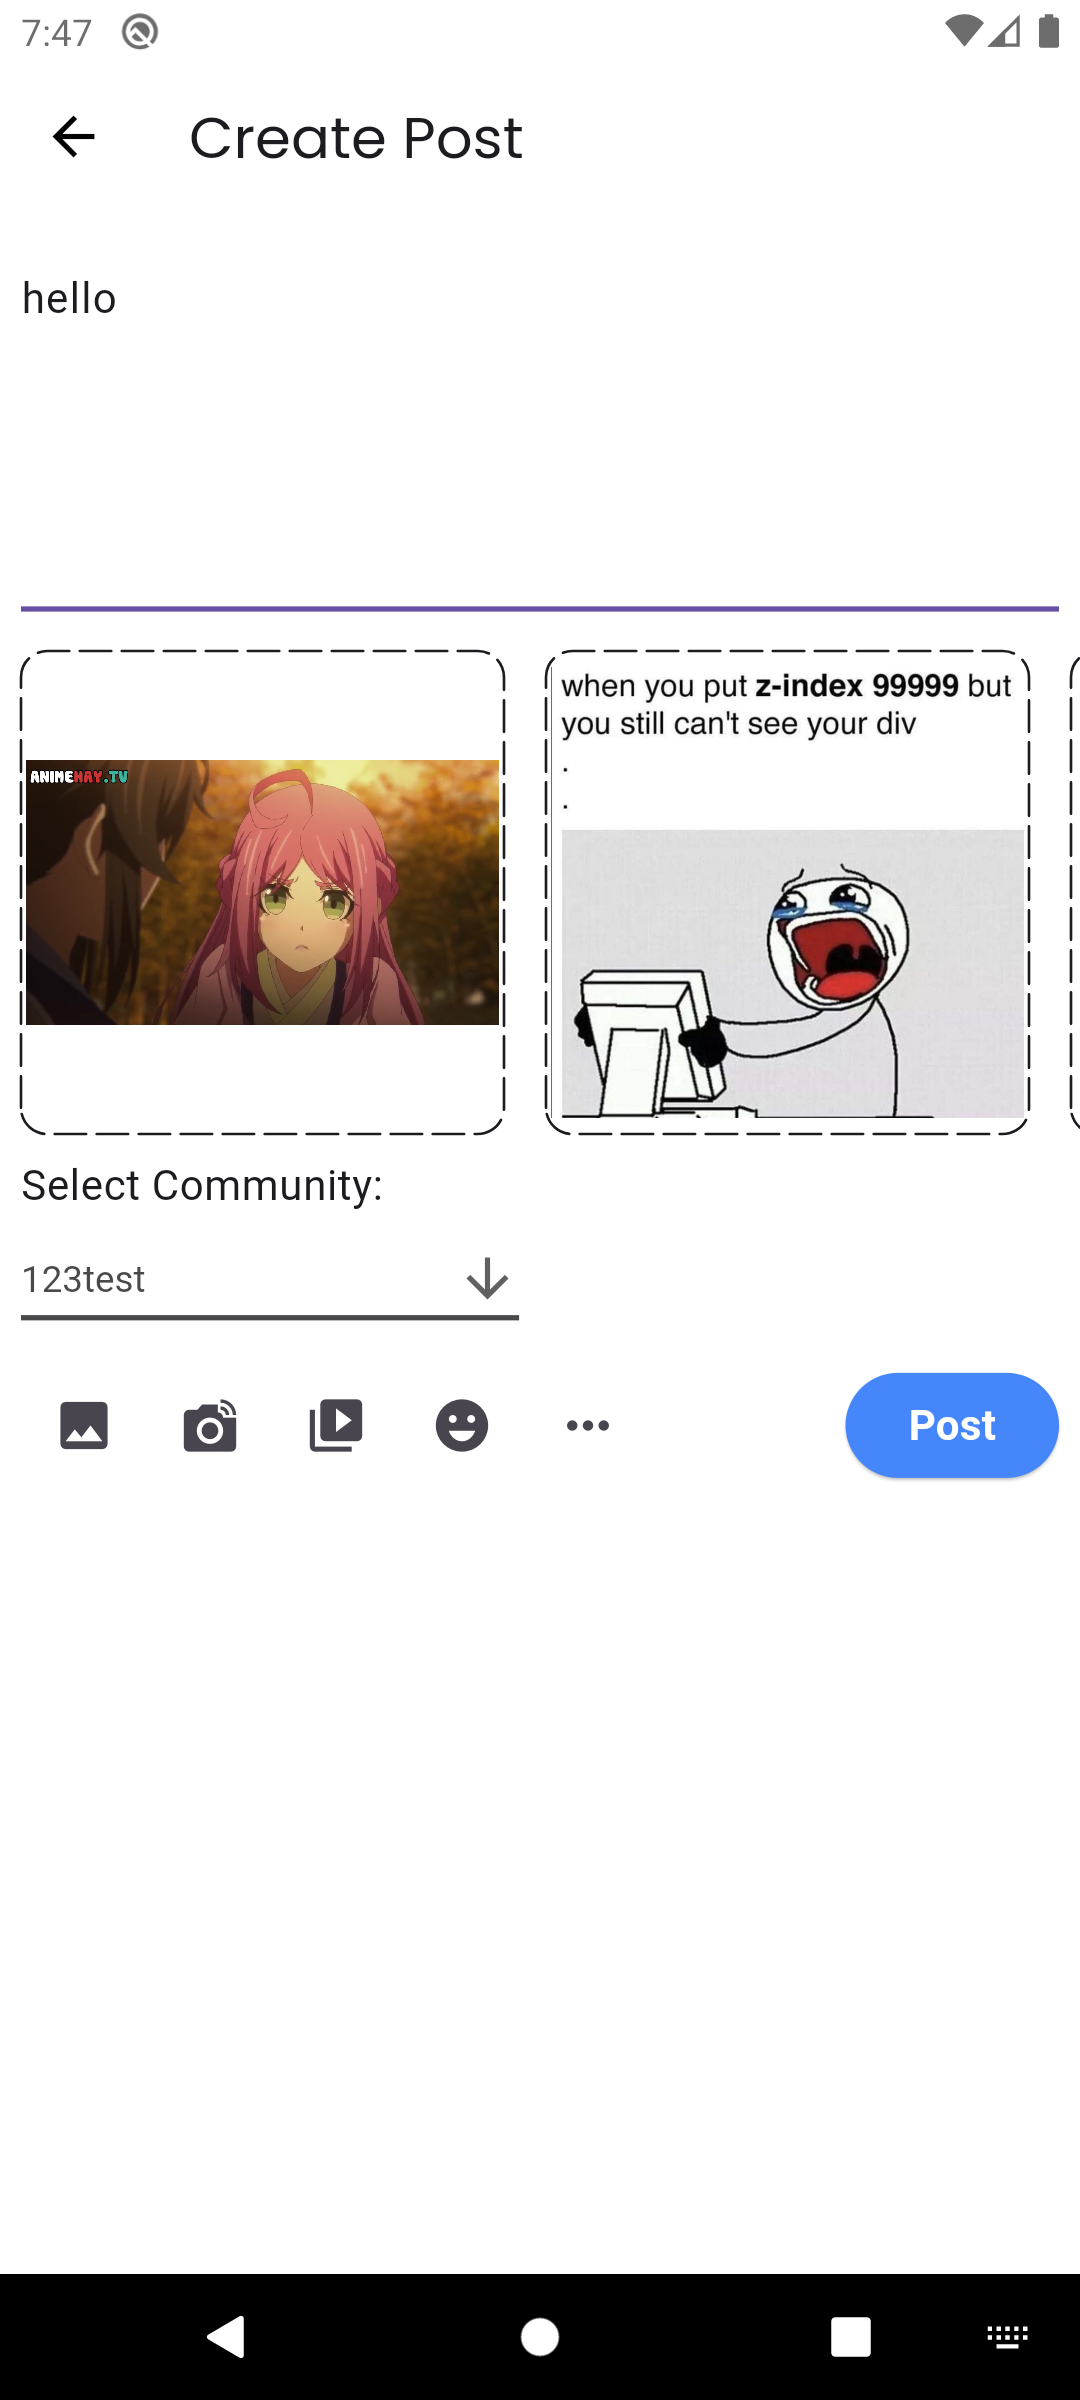 7:47
Create Post
hello
ANIMEHAY.TV
when you put z-index 99999 but
you still can't see your div
.
.
Select Community:
123test
Post